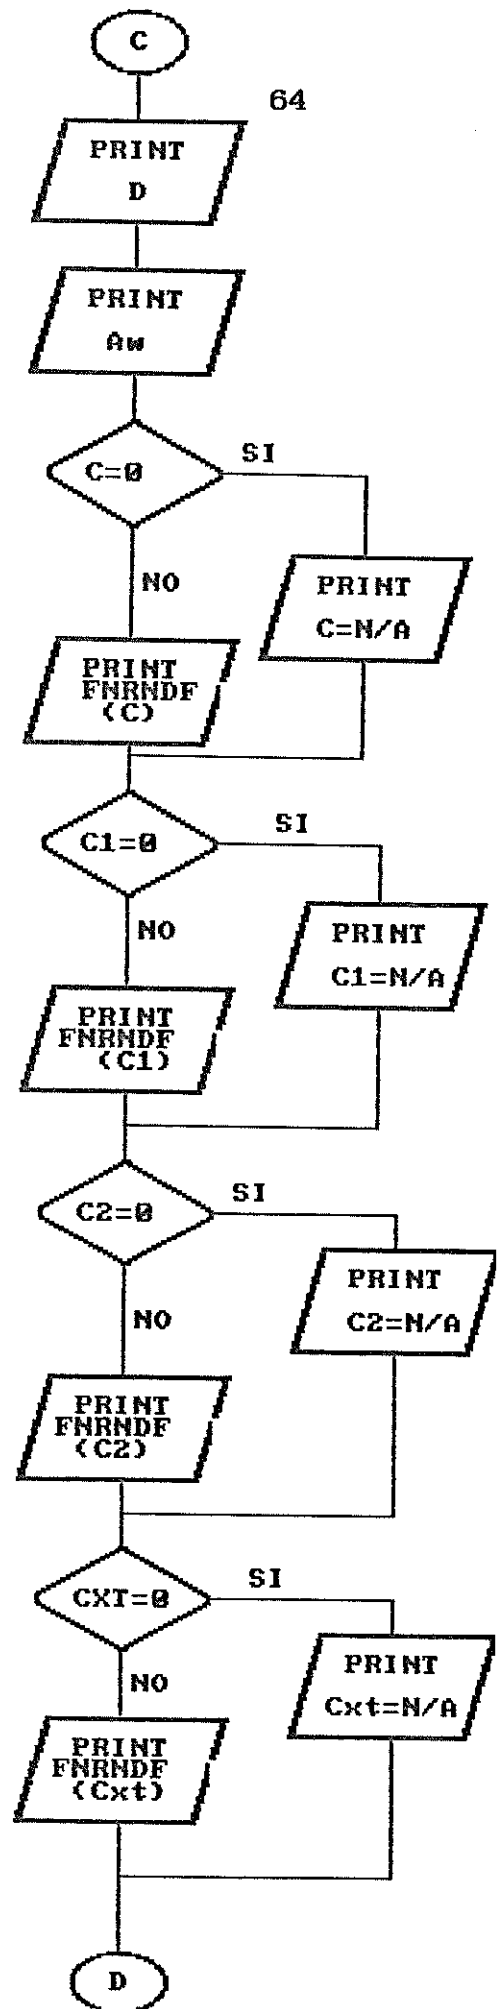 C
64
PRINT
D
PRINT
Aw
C=0
SI
NO
PRINT
C=N/A
PRINT
FNRNDF
(C)
C1=0
SI
NO
PRINT
C1=N/A
PRINT
FNRNDF
(C1)
C2=0
SI
NO
PRINT
C2=N/A
PRINT
FNRNDF
(C2)
CXT=0
SI
NO
PRINT
Cxt=N/A
PRINT
FNRNDF
(Cxt)
D